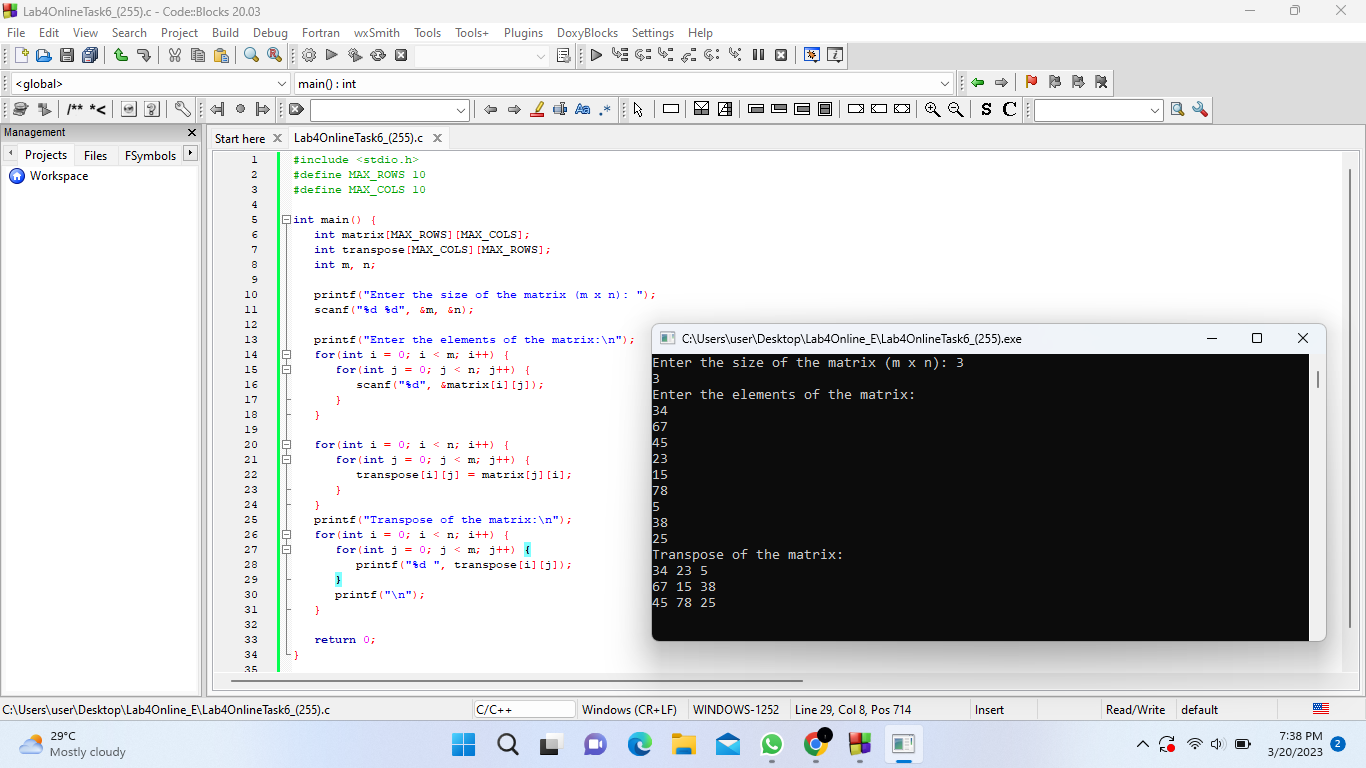 Lab4OnlineTask6_(255).c - Code::Blocks 20.03
File Edit View Search Project Build Debug Fortran wxSmith Tools Tools+ Plugins DoxyBlocks Settings Help
<global> main() : int
/** *< Aa .* S C
Management
Projects Files FSymbols
Workspace
Start here Lab4OnlineTask6_(255).c
1 #include <stdio.h>
2 #define MAX_ROWS 10
3 #define MAX_COLS 10
4
5 int main() {
6 int matrix[MAX_ROWS][MAX_COLS];
7 int transpose[MAX_COLS][MAX_ROWS];
8 int m, n;
9
10 printf("Enter the size of the matrix (m x n): ");
11 scanf("%d %d", &m, &n);
12
13 printf("Enter the elements of the matrix:\n");
14 for(int i = 0; i < m; i++) {
15 for(int j = 0; j < n; j++) {
16 scanf("%d", &matrix[i][j]);
17 }
18 }
19
20 for(int i = 0; i < n; i++) {
21 for(int j = 0; j < m; j++) {
22 transpose[i][j] = matrix[j][i];
23 }
24 }
25 printf("Transpose of the matrix:\n");
26 for(int i = 0; i < n; i++) {
27 for(int j = 0; j < m; j++) {
28 printf("%d ", transpose[i][j]);
29 }
30 printf("\n");
31 }
32
33 return 0;
34 }
35
C:\Users\user\Desktop\Lab4Online_E\Lab4OnlineTask6_(255).exe
Enter the size of the matrix (m x n): 3
3
Enter the elements of the matrix:
34
67
45
23
15
78
5
38
25
Transpose of the matrix:
34 23 5
67 15 38
45 78 25
C:\Users\user\Desktop\Lab4Online_E\Lab4OnlineTask6_(255).c C/C++ Windows (CR+LF) WINDOWS-1252 Line 29, Col 8, Pos 714 Insert Read/Write default
29°C
Mostly cloudy
7:38 PM
3/20/2023
2